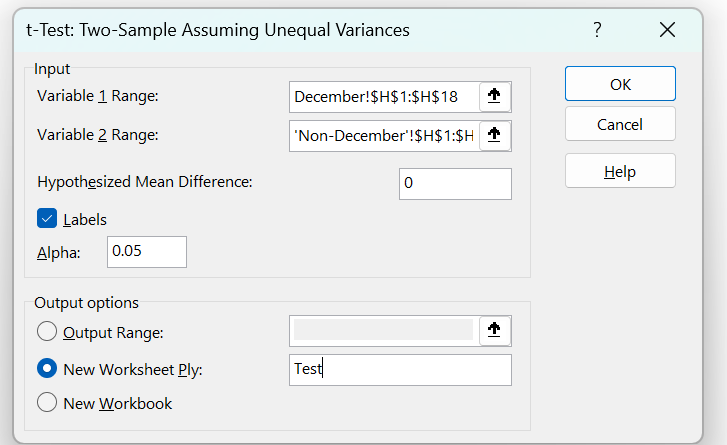 t-Test: Two-Sample Assuming Unequal Variances ?
Input
Variable 1 Range: December!$H$1:$H$18
Variable 2 Range: 'Non-December'!$H$1:$H
Hypothesized Mean Difference: 0
Labels
Alpha: 0.05
OK
Cancel
Help
Output options
Output Range:
New Worksheet Ply: Test
New Workbook